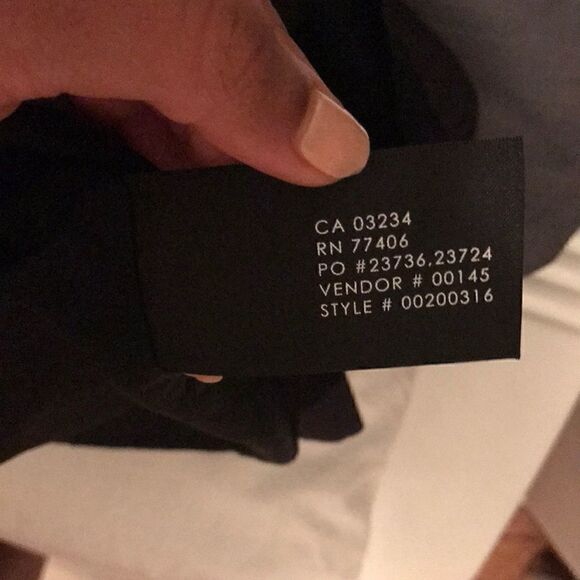 CA 03234
RN 77406
PO #23736,23724
VENDOR # 00145
STYLE # 00200316